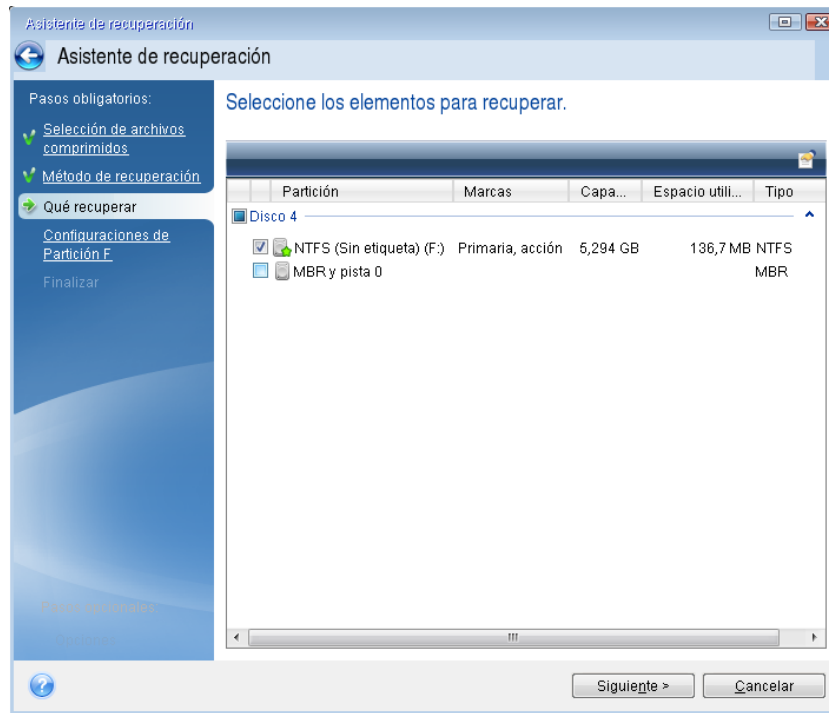 Asistente de recuperación
Asistente de recuperación
Pasos obligatorios:
Selección de archivos
comprimidos
Método de recuperación
Qué recuperar
Configuraciones de
Partición F
Finalizar
Seleccione los elementos para recuperar.
Partición Marcas Capa... Espacio utili... Tipo
Disco 4
NTFS (Sin etiqueta) (F:) Primaria, acción 5,294 GB 136,7 MB NTFS
MBR y pista 0 MBR
Siguiente > Cancelar